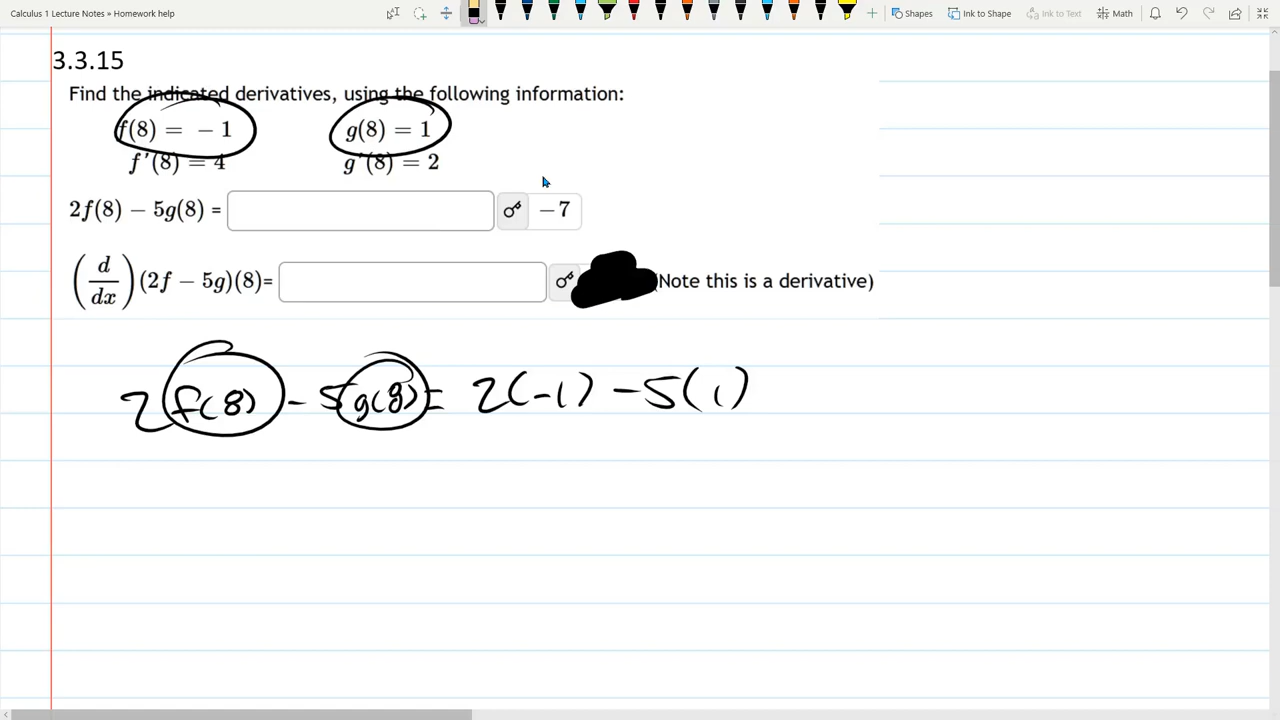 Calculus 1 Lecture Notes » Homework help
Shapes Ink to Shape Ink to Text Math
3.3.15
Find the indicated derivatives, using the following information:
f(8) = − 1 g(8) = 1
f'(8) = 4 g'(8) = 2
2f(8) − 5g(8) = −7
(d/dx)(2f − 5g)(8)= (Note this is a derivative)
2f(8) - 5g(8) = 2(-1) - 5(1)